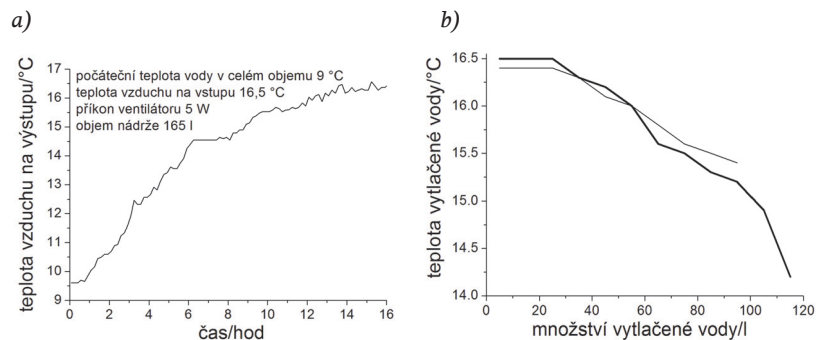 a)
teplota vzduchu na výstupu/°C
17
16
15
14
13
12
11
10
9
počáteční teplota vody v celém objemu 9 °C
teplota vzduchu na vstupu 16,5 °C
příkon ventilátoru 5 W
objem nádrže 165 l
0 2 4 6 8 10 12 14 16
čas/hod
b)
teplota vytlačené vody/°C
16.5
16.0
15.5
15.0
14.5
14.0
0 20 40 60 80 100 120
množství vytlačené vody/l